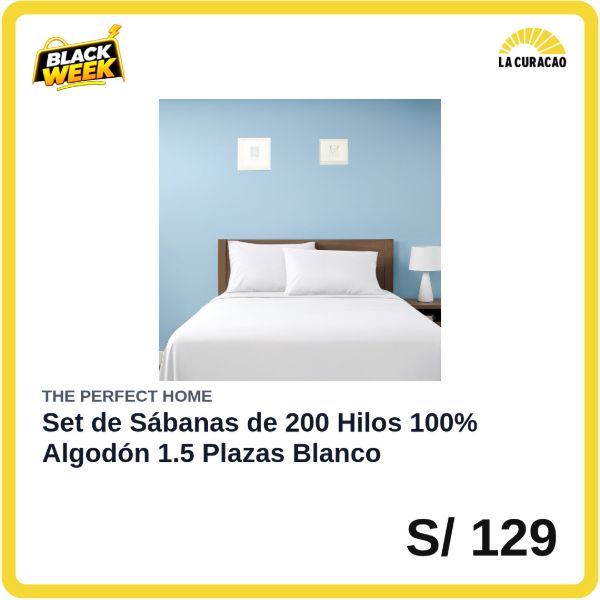 BLACK
WEEK
LA CURACAO
THE PERFECT HOME
Set de Sábanas de 200 Hilos 100%
Algodón 1.5 Plazas Blanco
S/ 129